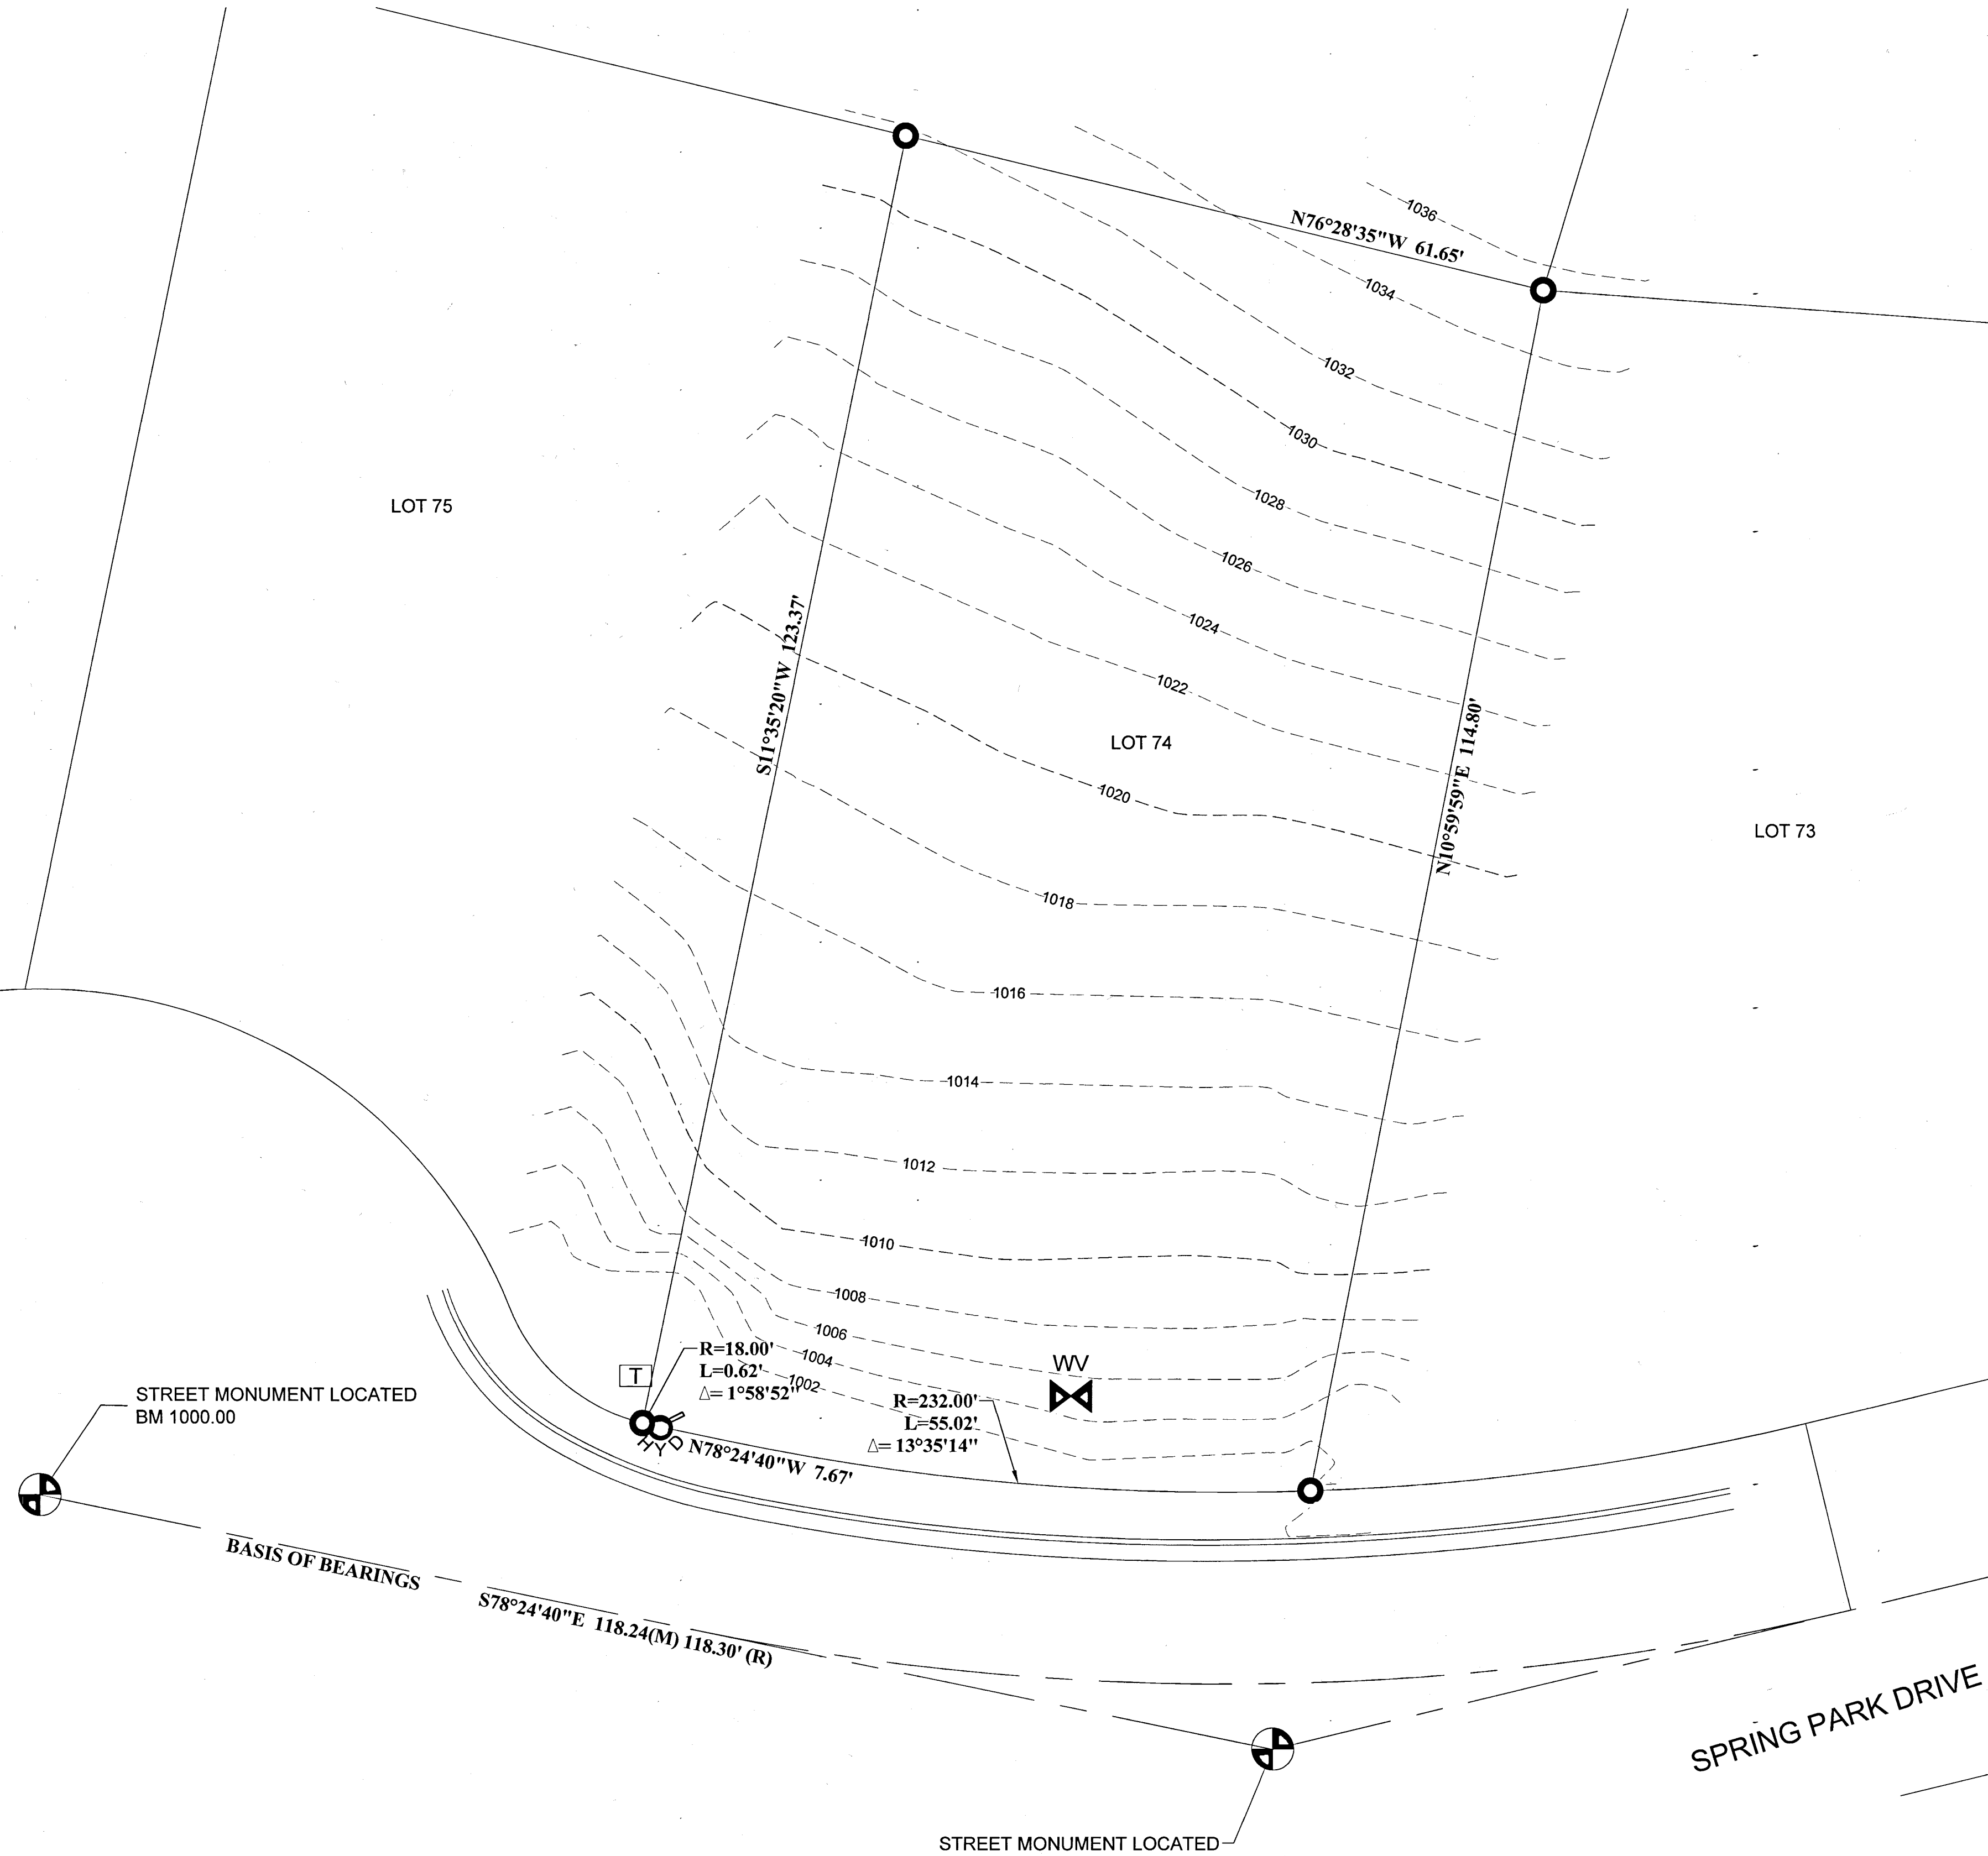 1036
N76°28'35"W 61.65'
1034
1032
1030
LOT 75
1028
1026
1024
S11°35'20"W 123.37'
1022
LOT 74
N10°59'59"E 114.80'
1020
LOT 73
1018
1016
1014
1012
1010
1008
1006
1004
1002
R=18.00'
L=0.62'
Δ= 1°58'52"
WV
T
HYD
R=232.00'
L=55.02'
Δ= 13°35'14"
N78°24'40"W 7.67'
STREET MONUMENT LOCATED
BM 1000.00
BASIS OF BEARINGS
S78°24'40"E 118.24(M) 118.30' (R)
SPRING PARK DRIVE
STREET MONUMENT LOCATED